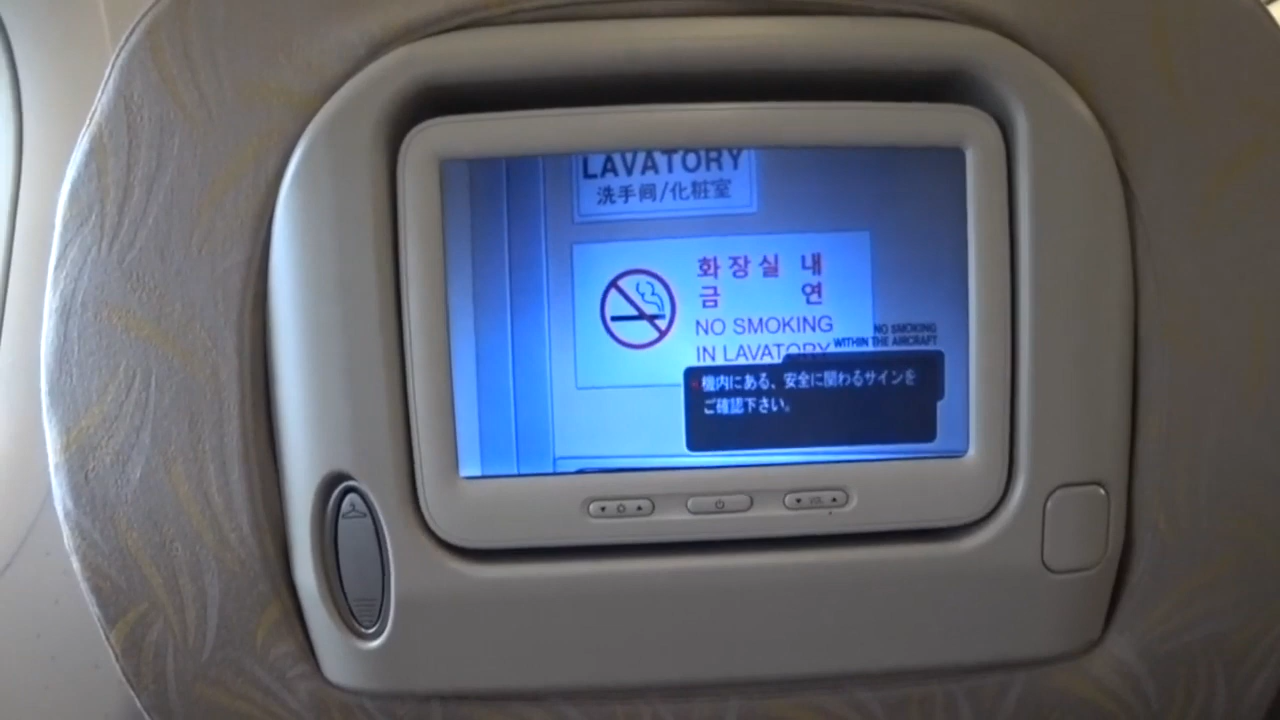 LAVATORY
洗手间/化粧室
화장실 내
금 연
NO SMOKING
IN LAVATORY
NO SMOKING
WITHIN THE AIRCRAFT
機内にある、安全に関わるサインを
ご確認下さい。
VOL